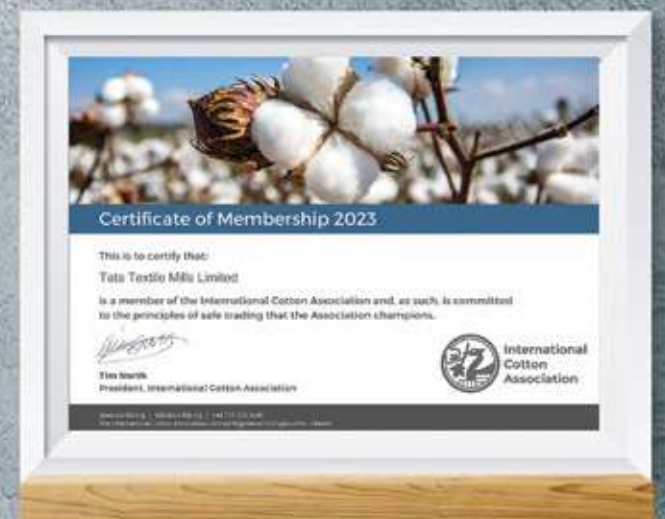 Certificate of Membership 2023
This is to certify that:
Tata Textile Mills Limited
is a member of the International Cotton Association and, as such, is committed
to the principles of safe trading that the Association champions.
President, International Cotton Association
International
Cotton
Association